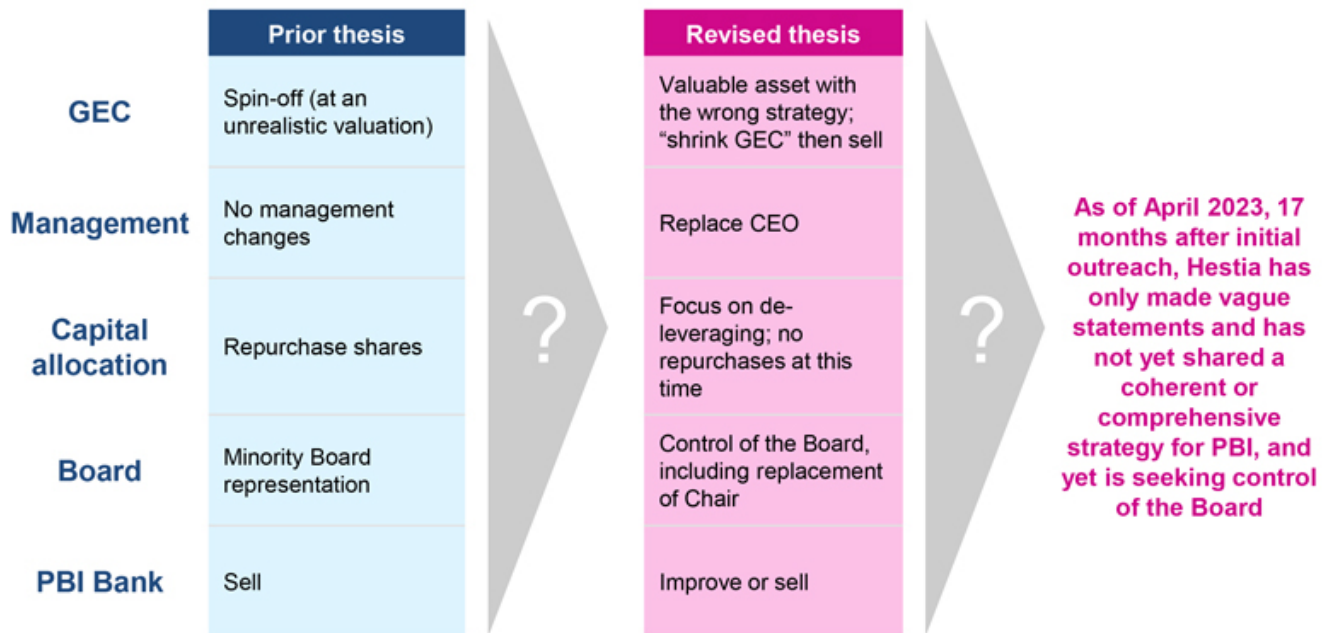 Prior thesis
Revised thesis
GEC
Spin-off (at an
unrealistic valuation)
Valuable asset with
the wrong strategy;
“shrink GEC” then sell
Management
No management
changes
Replace CEO
Capital
allocation
Repurchase shares
?
Focus on de-
leveraging; no
repurchases at this
time
?
Board
Minority Board
representation
Control of the Board,
including replacement
of Chair
PBI Bank
Sell
Improve or sell
As of April 2023, 17
months after initial
outreach, Hestia has
only made vague
statements and has
not yet shared a
coherent or
comprehensive
strategy for PBI, and
yet is seeking control
of the Board